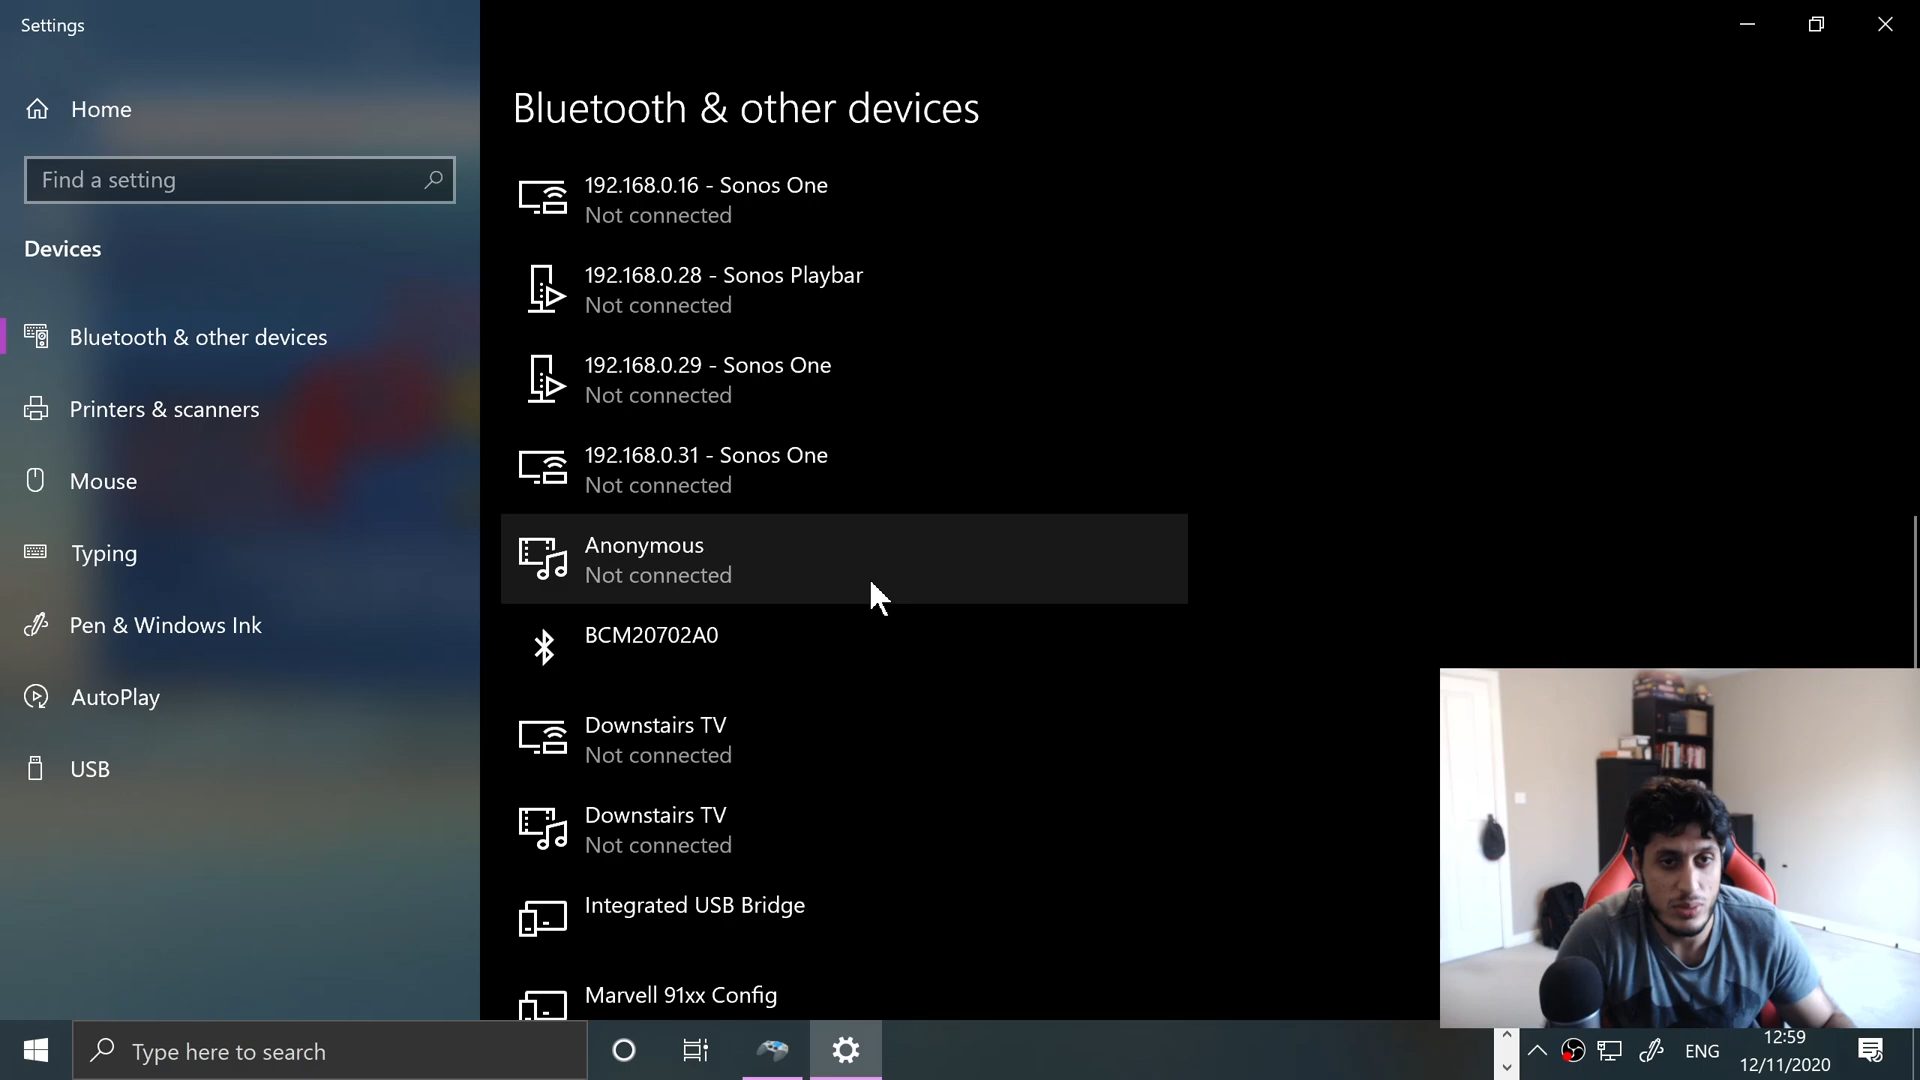 Settings
Home
Find a setting
Devices
Bluetooth & other devices
Printers & scanners
Mouse
Typing
Pen & Windows Ink
AutoPlay
USB
Bluetooth & other devices
192.168.0.16 - Sonos One
Not connected
192.168.0.28 - Sonos Playbar
Not connected
192.168.0.29 - Sonos One
Not connected
192.168.0.31 - Sonos One
Not connected
Anonymous
Not connected
BCM20702A0
Downstairs TV
Not connected
Downstairs TV
Not connected
Integrated USB Bridge
Marvell 91xx Config
Type here to search
ENG
12:59
12/11/2020